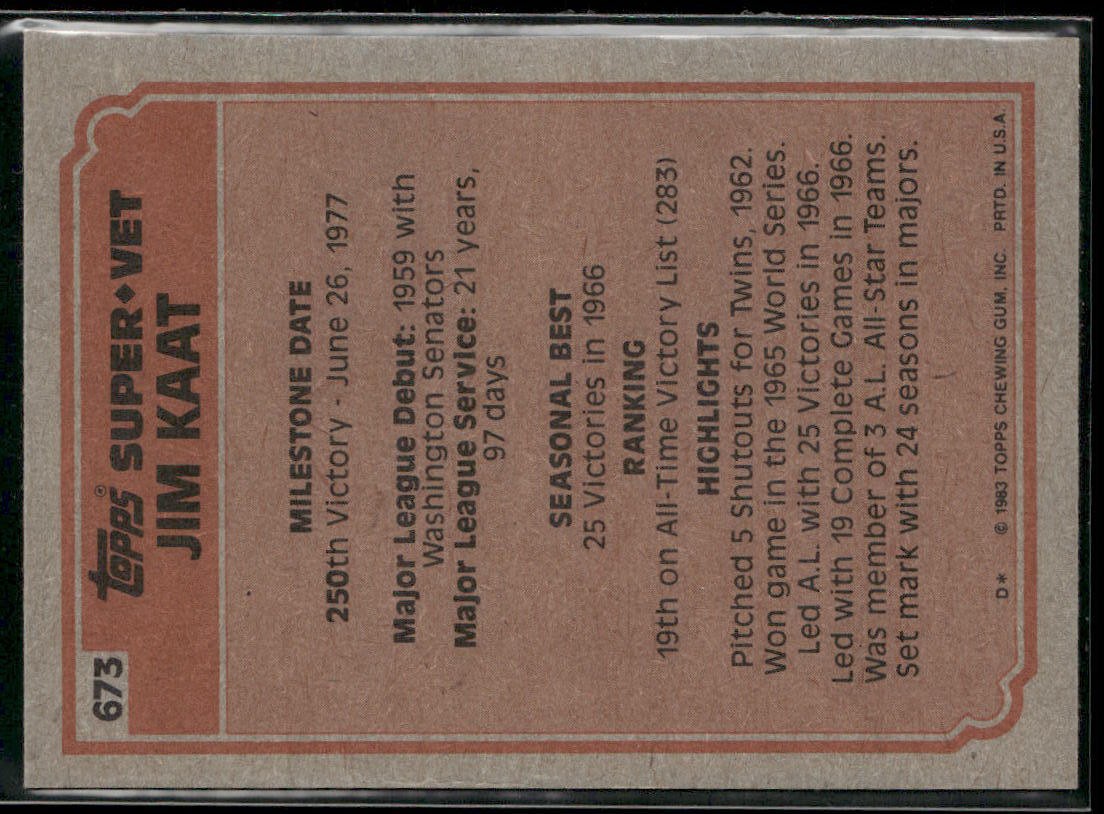 673
topps® SUPER◆VET
JIM KAAT
MILESTONE DATE
250th Victory - June 26, 1977
Major League Debut: 1959 with
Washington Senators
Major League Service: 21 years,
97 days
SEASONAL BEST
25 Victories in 1966
RANKING
19th on All-Time Victory List (283)
HIGHLIGHTS
Pitched 5 Shutouts for Twins, 1962.
Won game in the 1965 World Series.
Led A.L. with 25 Victories in 1966.
Led with 19 Complete Games in 1966.
Was member of 3 A.L. All-Star Teams.
Set mark with 24 seasons in majors.
D* © 1983 TOPPS CHEWING GUM, INC. PRTD. IN U.S.A.